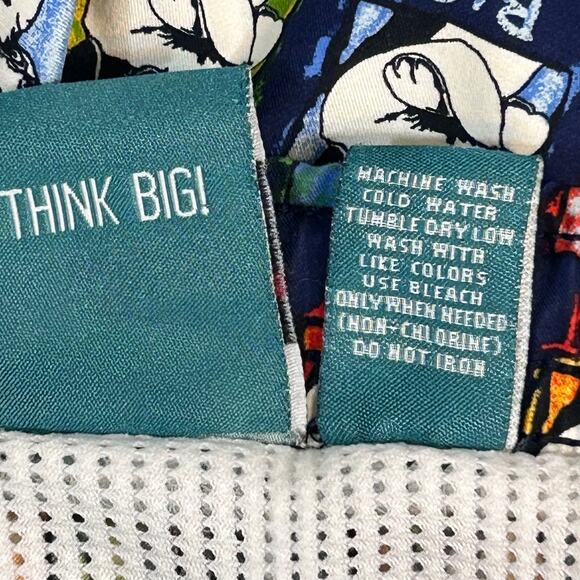 THINK BIG!
MACHINE WASH
COLD WATER
TUMBLE DRY LOW
WASH WITH
LIKE COLORS
USE BLEACH
ONLY WHEN NEEDED
(NON-CHLORINE)
DO NOT IRON